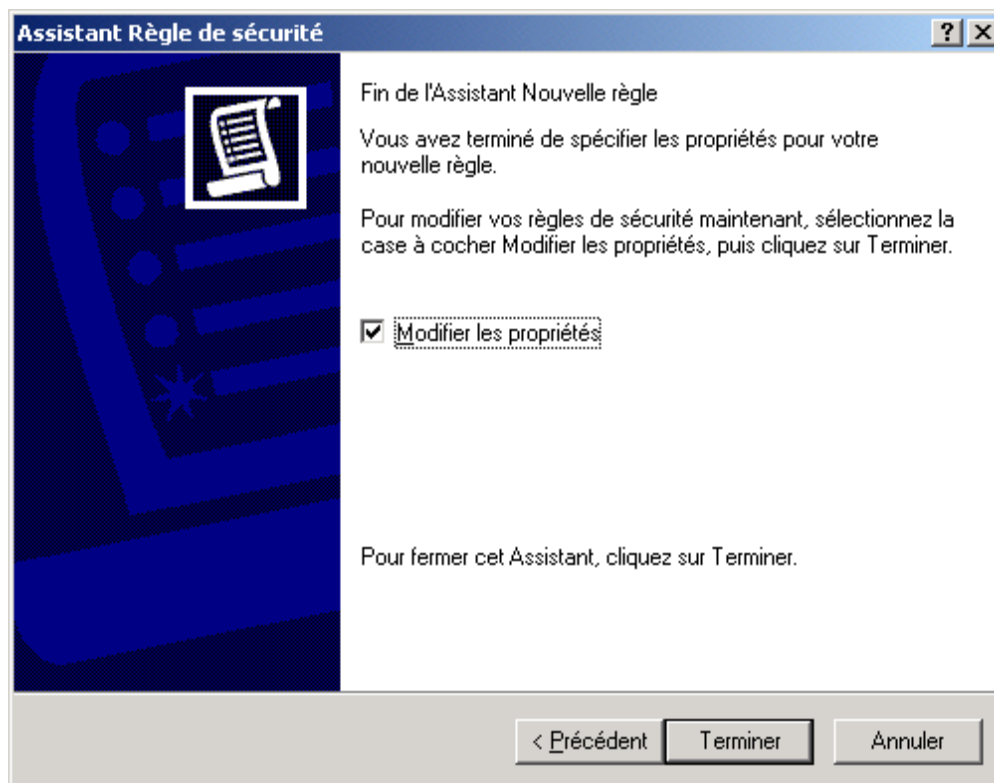 Assistant Règle de sécurité
Fin de l'Assistant Nouvelle règle
Vous avez terminé de spécifier les propriétés pour votre
nouvelle règle.
Pour modifier vos règles de sécurité maintenant, sélectionnez la
case à cocher Modifier les propriétés, puis cliquez sur Terminer.
Modifier les propriétés
Pour fermer cet Assistant, cliquez sur Terminer.
< Précédent Terminer Annuler